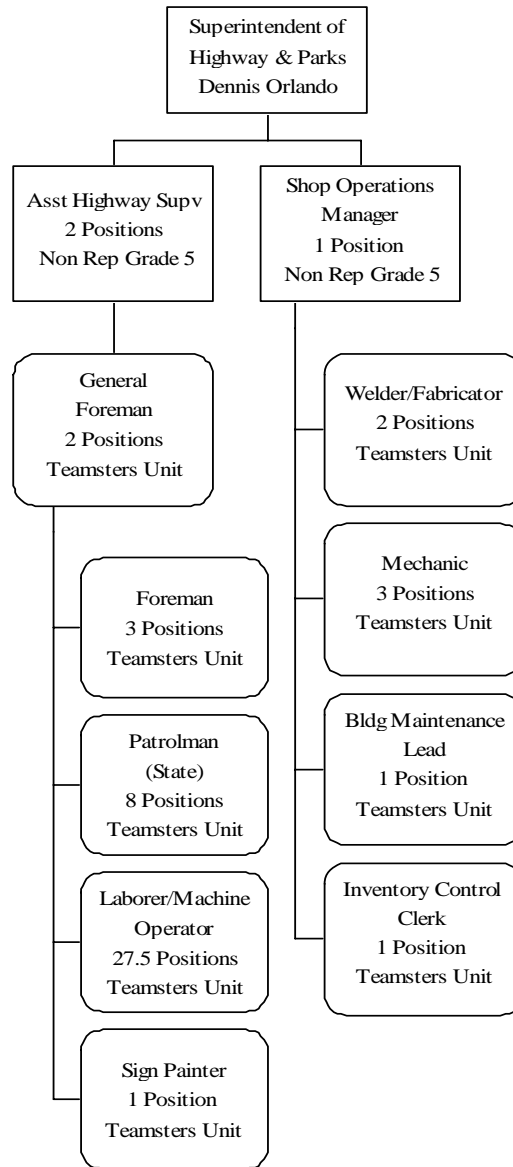 Superintendent of
Highway & Parks
Dennis Orlando
Asst Highway Supv
2 Positions
Non Rep Grade 5
Shop Operations
Manager
1 Position
Non Rep Grade 5
General
Foreman
2 Positions
Teamsters Unit
Foreman
3 Positions
Teamsters Unit
Patrolman
(State)
8 Positions
Teamsters Unit
Laborer/Machine
Operator
27.5 Positions
Teamsters Unit
Sign Painter
1 Position
Teamsters Unit
Welder/Fabricator
2 Positions
Teamsters Unit
Mechanic
3 Positions
Teamsters Unit
Bldg Maintenance
Lead
1 Position
Teamsters Unit
Inventory Control
Clerk
1 Position
Teamsters Unit